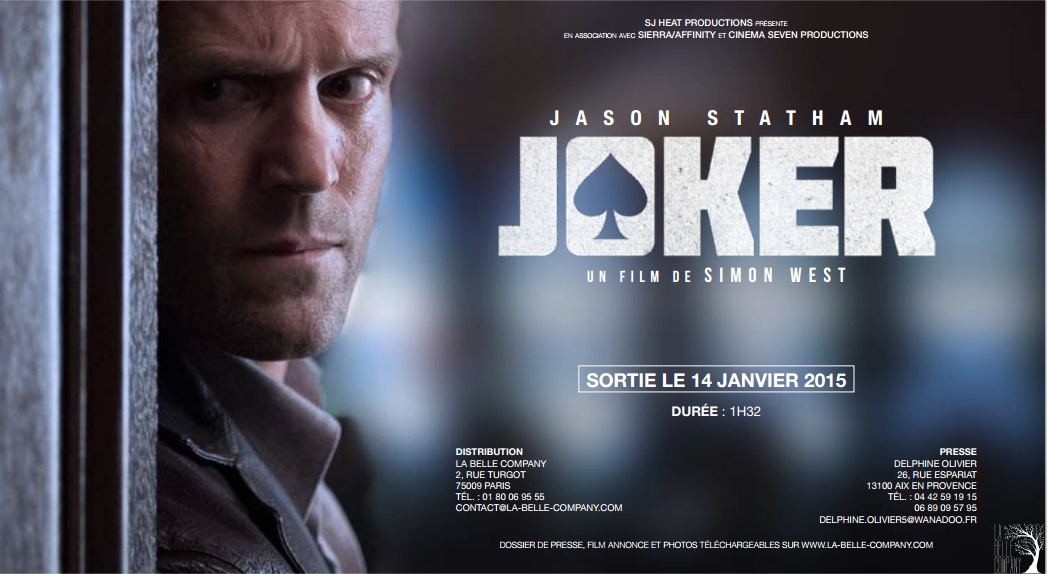 SJ HEAT PRODUCTIONS PRÉSENTE
EN ASSOCIATION AVEC SIERRA/AFFINITY ET CINEMA SEVEN PRODUCTIONS
JASON STATHAM
JOKER
UN FILM DE SIMON WEST
SORTIE LE 14 JANVIER 2015
DURÉE : 1H32
DISTRIBUTION
LA BELLE COMPANY
2, RUE TURGOT
75009 PARIS
TÉL. : 01 80 06 95 55
CONTACT@LA-BELLE-COMPANY.COM
PRESSE
DELPHINE OLIVIER
26, RUE ESPARIAT
13100 AIX EN PROVENCE
TÉL. : 04 42 59 19 15
06 89 09 57 95
DELPHINE.OLIVIER5@WANADOO.FR
DOSSIER DE PRESSE, FILM ANNONCE ET PHOTOS TÉLÉCHARGEABLES SUR WWW.LA-BELLE-COMPANY.COM
LA
BELLE
COMPANY